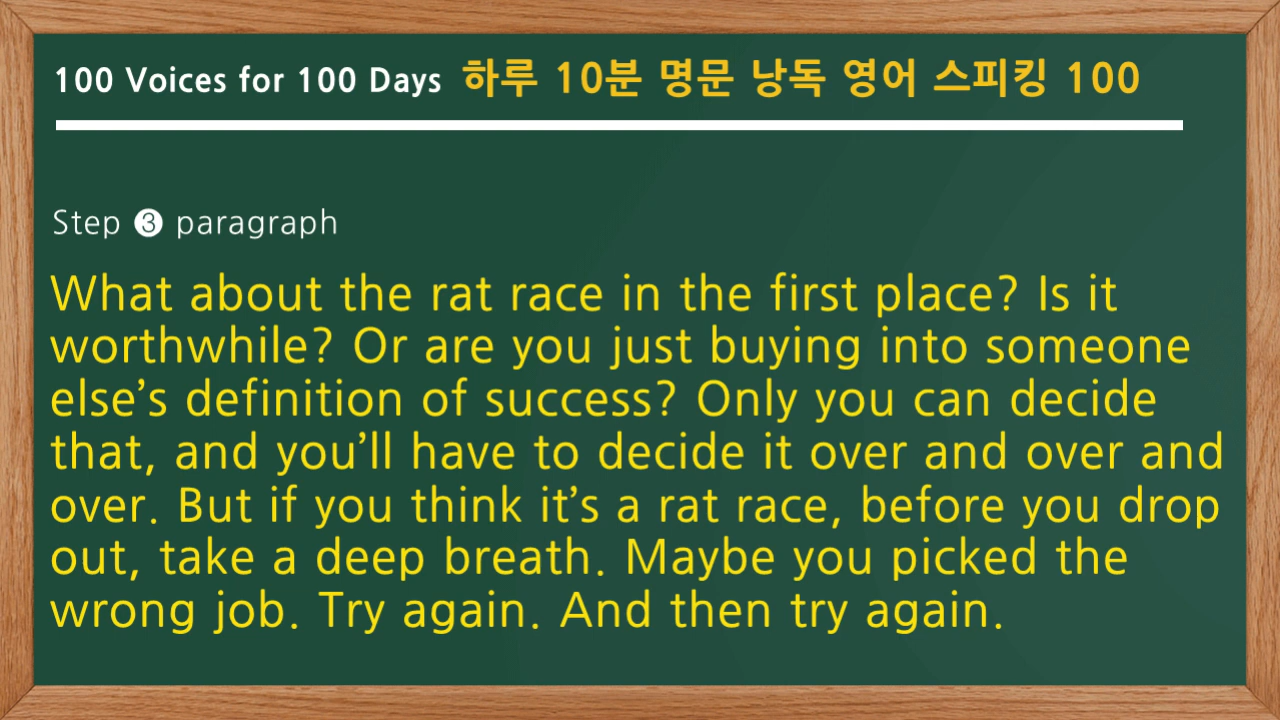 100 Voices for 100 Days 하루 10분 명문 낭독 영어 스피킹 100
Step ❸ paragraph
What about the rat race in the first place? Is it
worthwhile? Or are you just buying into someone
else’s definition of success? Only you can decide
that, and you’ll have to decide it over and over and
over. But if you think it’s a rat race, before you drop
out, take a deep breath. Maybe you picked the
wrong job. Try again. And then try again.